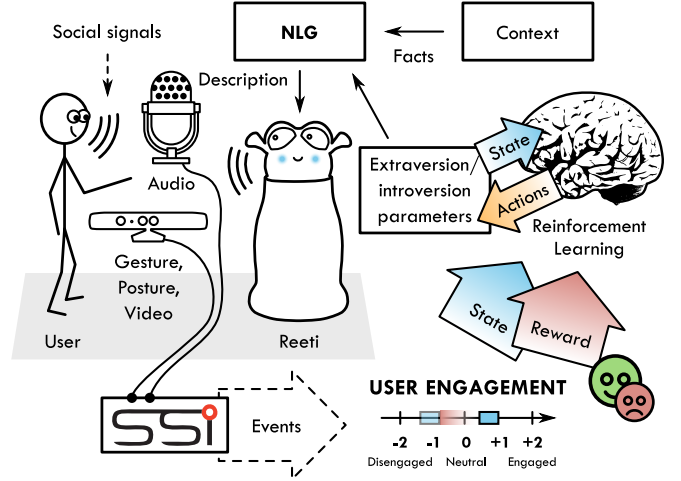 Social signals
NLG
Context
Facts
Description
Audio
Extraversion/
introversion
parameters
State
Actions
Reinforcement
Learning
Gesture,
Posture,
Video
User
Reeti
State
Reward
SSI
Events
USER ENGAGEMENT
-2 -1 0 +1 +2
Disengaged Neutral Engaged